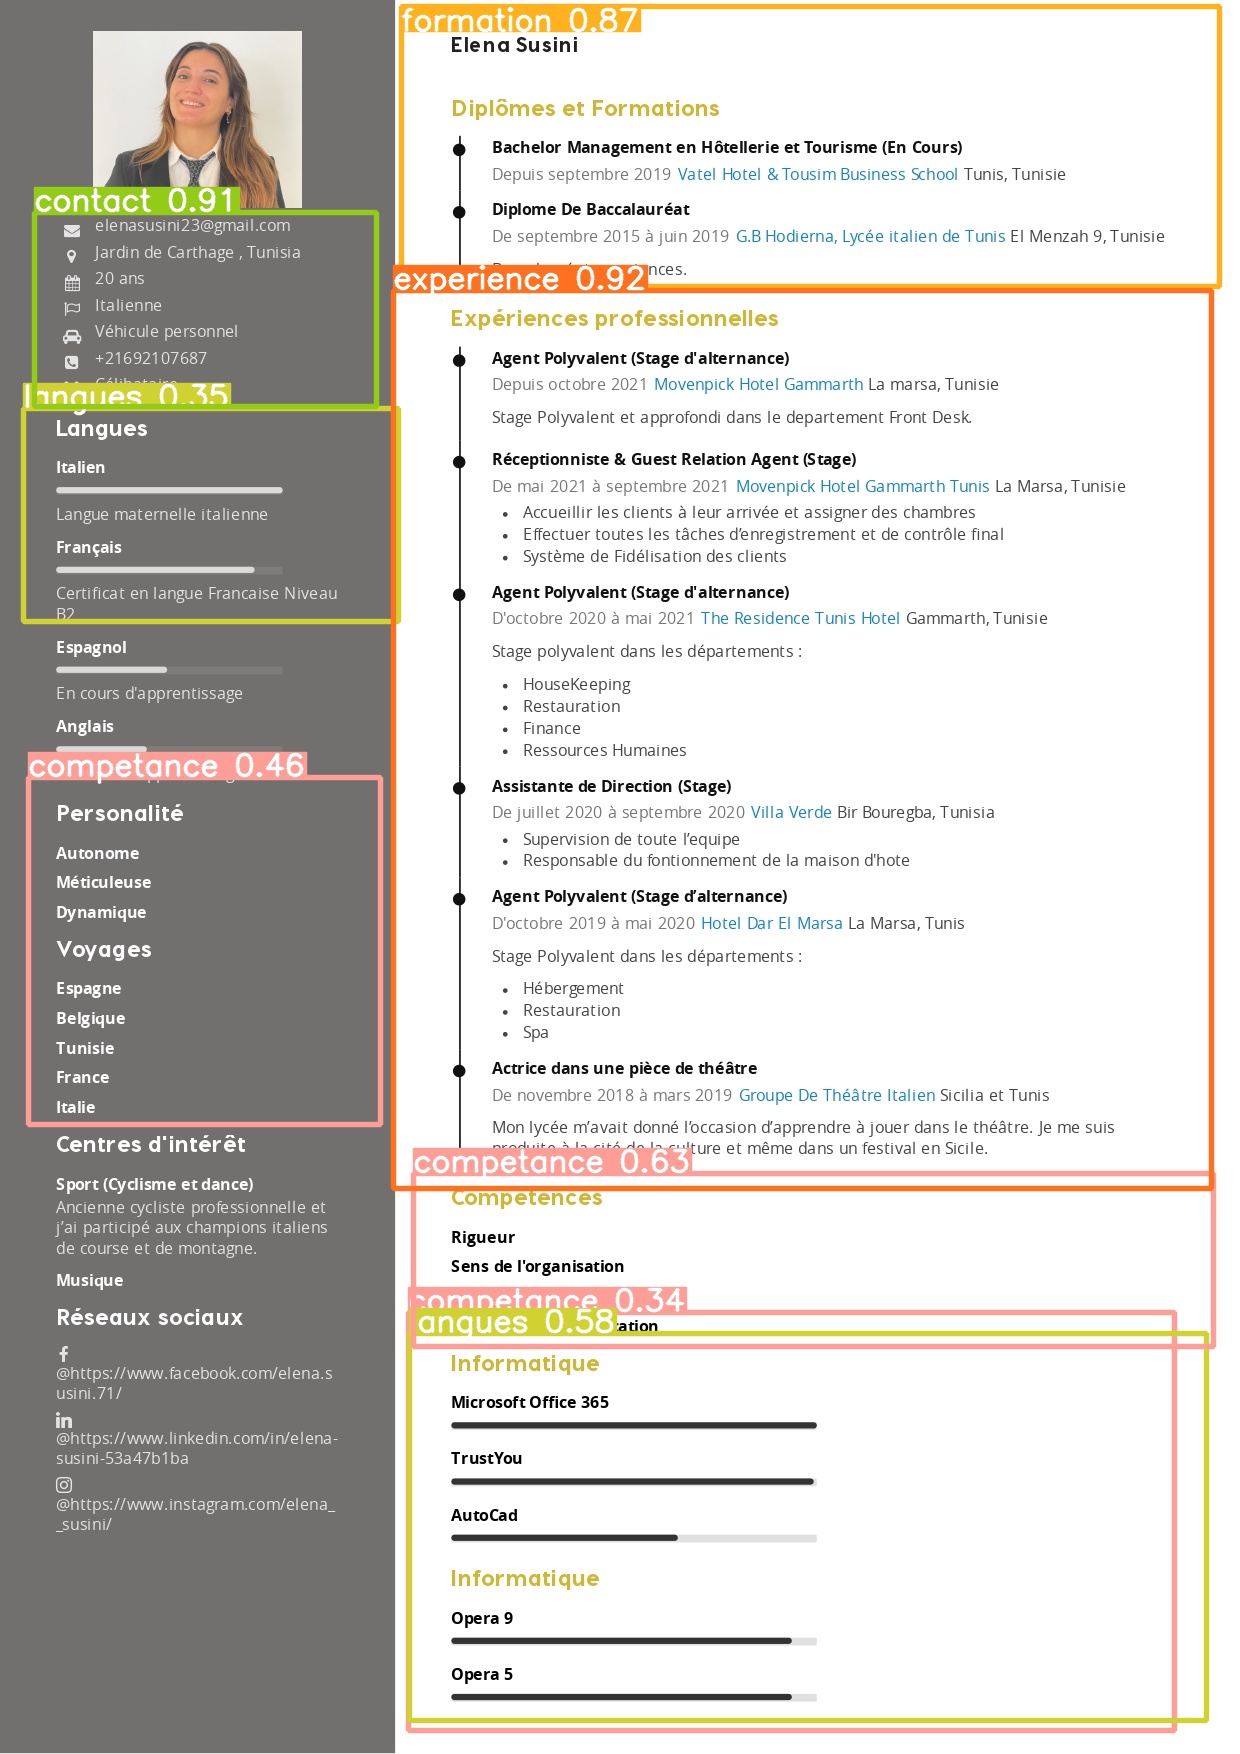 contact 0.91
elenasusini23@gmail.com
Jardin de Carthage , Tunisia
20 ans
Italienne
Véhicule personnel
+21692107687
langues 0.35
Langues
Italien
Langue maternelle italienne
Français
Certificat en langue Francaise Niveau
B2
Espagnol
En cours d'apprentissage
Anglais
competance 0.46
Personalité
Autonome
Méticuleuse
Dynamique
Voyages
Espagne
Belgique
Tunisie
France
Italie
Centres d'intérêt
Sport (Cyclisme et dance)
Ancienne cycliste professionnelle et
j’ai participé aux champions italiens
de course et de montagne.
Musique
Réseaux sociaux
@https://www.facebook.com/elena.s
usini.71/
@https://www.linkedin.com/in/elena-
susini-53a47b1ba
@https://www.instagram.com/elena_
_susini/
formation 0.87
Elena Susini
Diplômes et Formations
Bachelor Management en Hôtellerie et Tourisme (En Cours)
Depuis septembre 2019 Vatel Hotel & Tousim Business School Tunis, Tunisie
Diplome De Baccalauréat
De septembre 2015 à juin 2019 G.B Hodierna, Lycée italien de Tunis El Menzah 9, Tunisie
experience 0.92
Expériences professionnelles
Agent Polyvalent (Stage d'alternance)
Depuis octobre 2021 Movenpick Hotel Gammarth La marsa, Tunisie
Stage Polyvalent et approfondi dans le departement Front Desk.
Réceptionniste & Guest Relation Agent (Stage)
De mai 2021 à septembre 2021 Movenpick Hotel Gammarth Tunis La Marsa, Tunisie
• Accueillir les clients à leur arrivée et assigner des chambres
• Effectuer toutes les tâches d’enregistrement et de contrôle final
• Système de Fidélisation des clients
Agent Polyvalent (Stage d'alternance)
D'octobre 2020 à mai 2021 The Residence Tunis Hotel Gammarth, Tunisie
Stage polyvalent dans les départements :
• HouseKeeping
• Restauration
• Finance
• Ressources Humaines
Assistante de Direction (Stage)
De juillet 2020 à septembre 2020 Villa Verde Bir Bouregba, Tunisia
• Supervision de toute l’equipe
• Responsable du fontionnement de la maison d'hote
Agent Polyvalent (Stage d’alternance)
D'octobre 2019 à mai 2020 Hotel Dar El Marsa La Marsa, Tunis
Stage Polyvalent dans les départements :
• Hébergement
• Restauration
• Spa
Actrice dans une pièce de théâtre
De novembre 2018 à mars 2019 Groupe De Théâtre Italien Sicilia et Tunis
Mon lycée m’avait donné l’occasion d’apprendre à jouer dans le théâtre. Je me suis
produite à la cité de la culture et même dans un festival en Sicile.
competance 0.63
Compétences
Rigueur
Sens de l'organisation
competance 0.34
langues 0.58
Informatique
Microsoft Office 365
TrustYou
AutoCad
Informatique
Opera 9
Opera 5